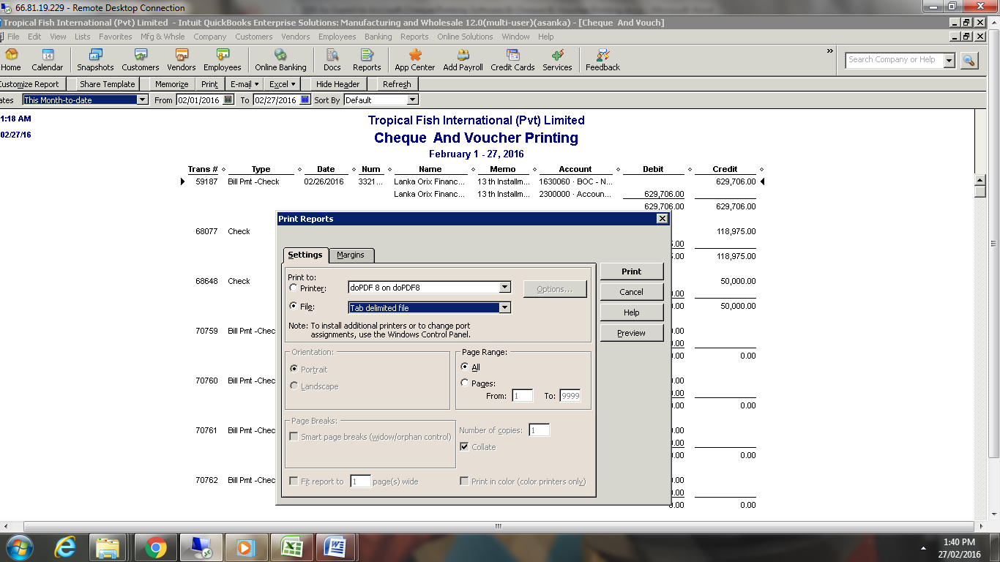 66.81.19.229 - Remote Desktop Connection
Tropical Fish International (Pvt) Limited - Intuit QuickBooks Enterprise Solutions: Manufacturing and Wholesale 12.0(multi-user)(asanka) - [Cheque And Vouch]
File Edit View Lists Favorites Mfg & Whsle Company Customers Vendors Employees Banking Reports Online Solutions Window Help
Home Calendar Snapshots Customers Vendors Employees Online Banking Docs Reports App Center Add Payroll Credit Cards Services Feedback
Search Company or Help
ustomize Report Share Template Memorize Print E-mail Excel Hide Header Refresh
ates This Month-to-date From 02/01/2016 To 02/27/2016 Sort By Default
1:18 AM
Tropical Fish International (Pvt) Limited
02/27/16
Cheque And Voucher Printing
February 1 - 27, 2016
Trans # Type Date Num Name Memo Account Debit Credit
59187 Bill Pmt -Check 02/26/2016 3321... Lanka Orix Financ... 13 th Installm... 1630060 · BOC - N... 629,706.00
Lanka Orix Financ... 13 th Installm... 2300000 · Accoun... 629,706.00
629,706.00 629,706.00
68077 Check 118,975.00
118,975.00
68648 Check 50,000.00
50,000.00
70759 Bill Pmt -Chec
0.00
70760 Bill Pmt -Chec
0.00
70761 Bill Pmt -Chec
0.00
70762 Bill Pmt -Chec
0.00 0.00
Print Reports
Settings Margins
Print to:
Printer: doPDF 8 on doPDF8 Options...
File: Tab delimited file
Note: To install additional printers or to change port
assignments, use the Windows Control Panel.
Orientation:
Portrait
Landscape
Page Range:
All
Pages:
From: 1 To: 9999
Page Breaks:
Smart page breaks (widow/orphan control)
Number of copies: 1
Collate
Fit report to 1 page(s) wide
Print in color (color printers only)
Print
Cancel
Help
Preview
1:40 PM
27/02/2016